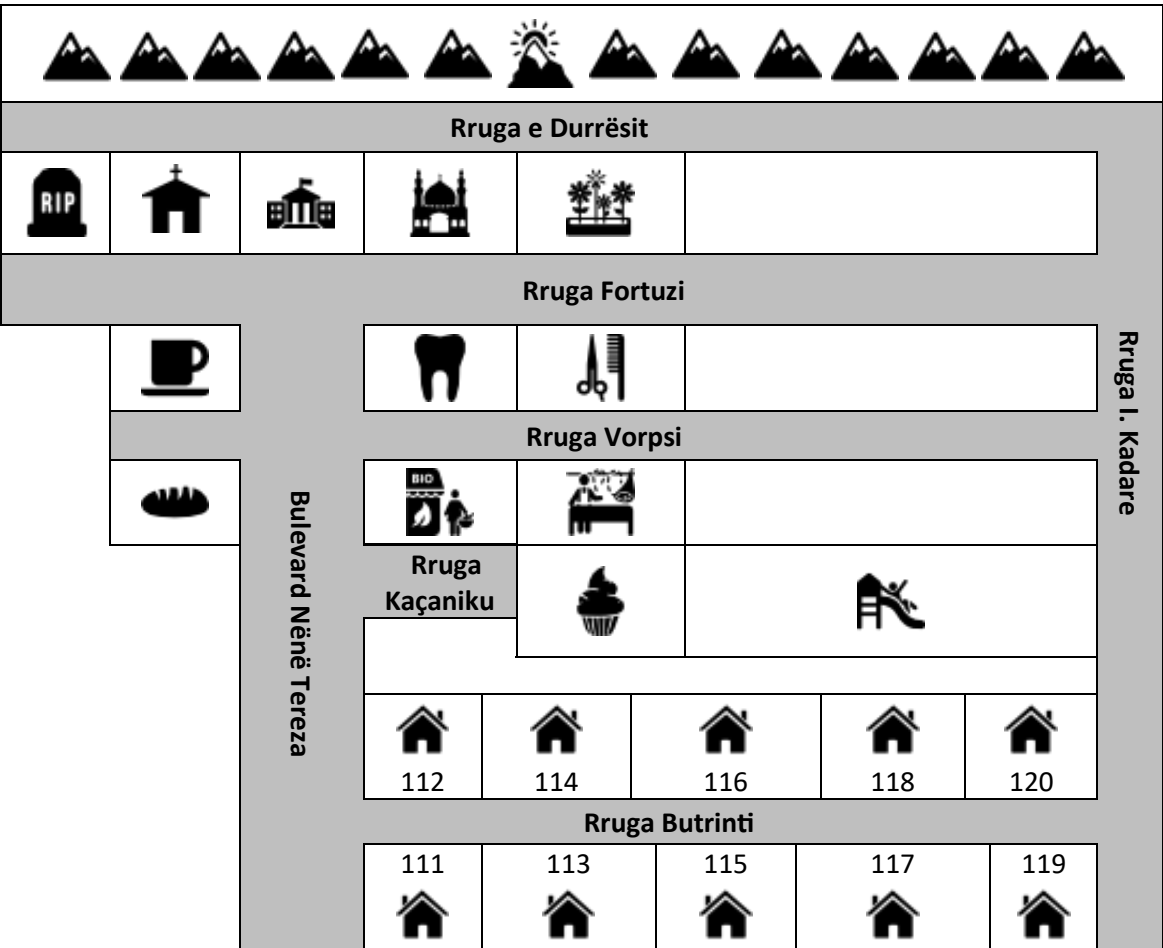 Rruga e Durrësit
RIP
Rruga Fortuzi
Rruga I. Kadare
Rruga Vorpsi
BIO
Bulevard Nënë Tereza
Rruga
Kaçaniku
112 114 116 118 120
Rruga Butrinti
111 113 115 117 119